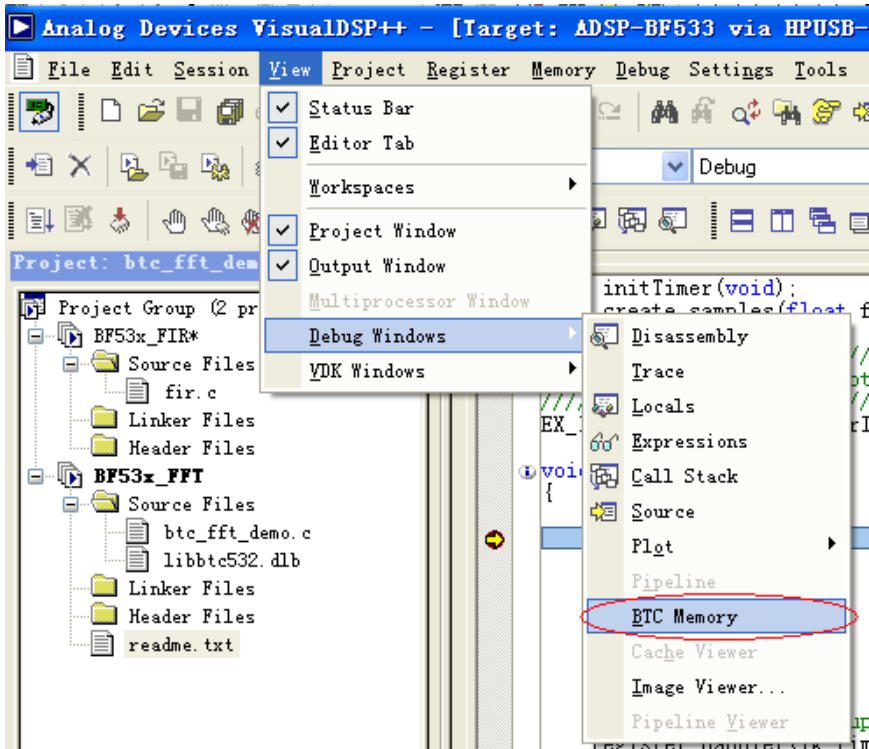 Analog Devices VisualDSP++ - [Target: ADSP-BF533 via HPUSB-
File Edit Session View Project Register Memory Debug Settings Tools
Status Bar
Editor Tab
Workspaces
Debug
Project Window
Output Window
Multiprocessor Window
Debug Windows
VDK Windows
Project: btc_fft_dem
Project Group (2 pr
BF53x_FIR*
Source Files
fir.c
Linker Files
Header Files
BF53x_FFT
Source Files
btc_fft_demo.c
libbtc532.dlb
Linker Files
Header Files
readme.txt
initTimer(void);
create_samples(float f
////
EX_
void
{
Disassembly
Trace
Locals
Expressions
Call Stack
Source
Plot
Pipeline
BTC Memory
Cache Viewer
Image Viewer...
Pipeline Viewer